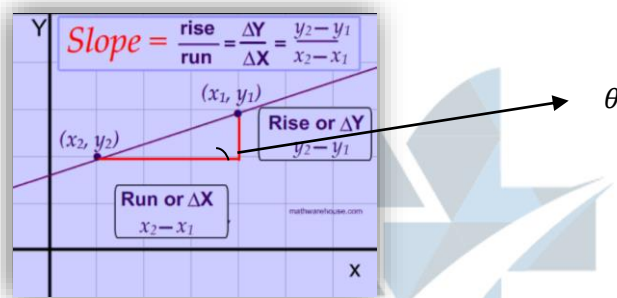 Y
Slope = rise/run = ΔY/ΔX = y₂ − y₁/x₂ − x₁
(x₁, y₁)
θ
Rise or ΔY
y₂ − y₁
(x₂, y₂)
Run or ΔX
x₂ − x₁
mathwarehouse.com
X